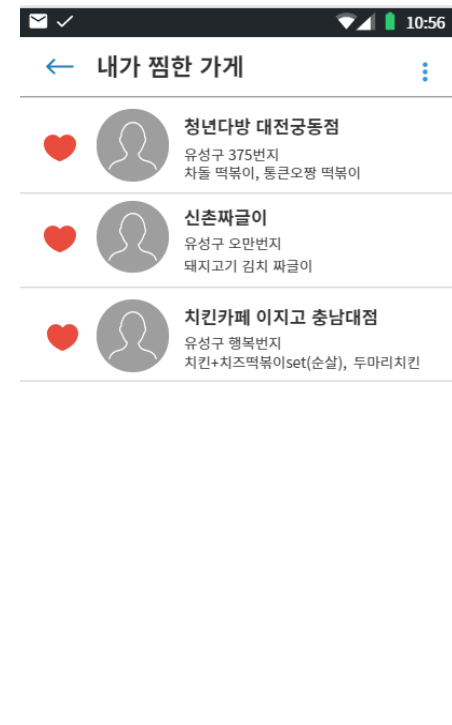 10:56
내가 찜한 가게
청년다방 대전궁동점
유성구 375번지
차돌 떡볶이, 통큰오짱 떡볶이
신촌짜글이
유성구 오만번지
돼지고기 김치 짜글이
치킨카페 이지고 충남대점
유성구 행복번지
치킨+치즈떡볶이set(순살), 두마리치킨